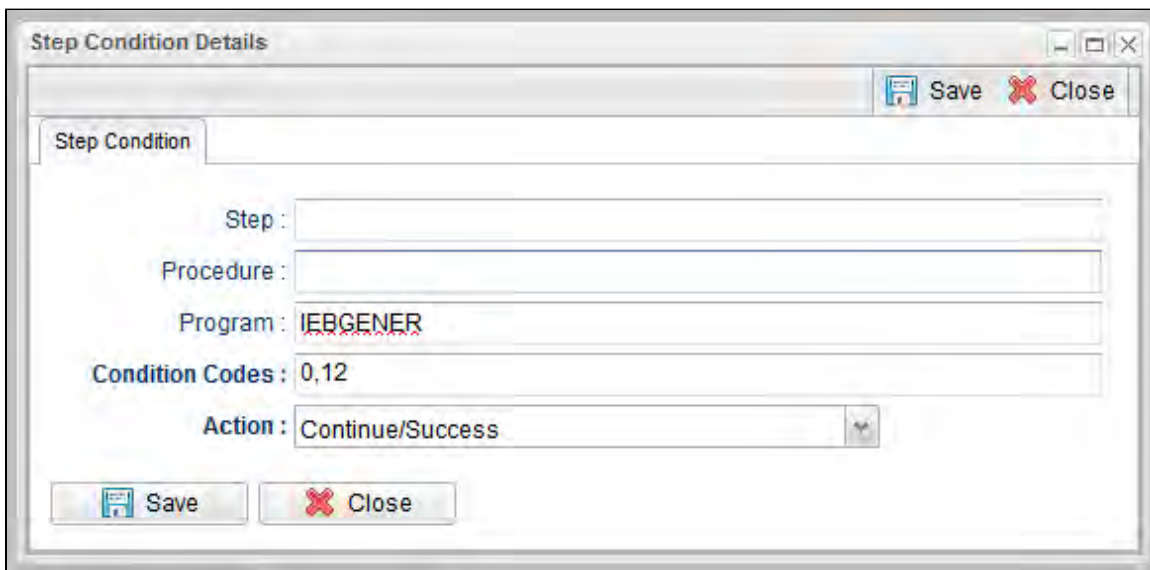 Step Condition Details
Save Close
Step Condition
Step :
Procedure :
Program : IEBGENER
Condition Codes : 0,12
Action : Continue/Success
Save Close